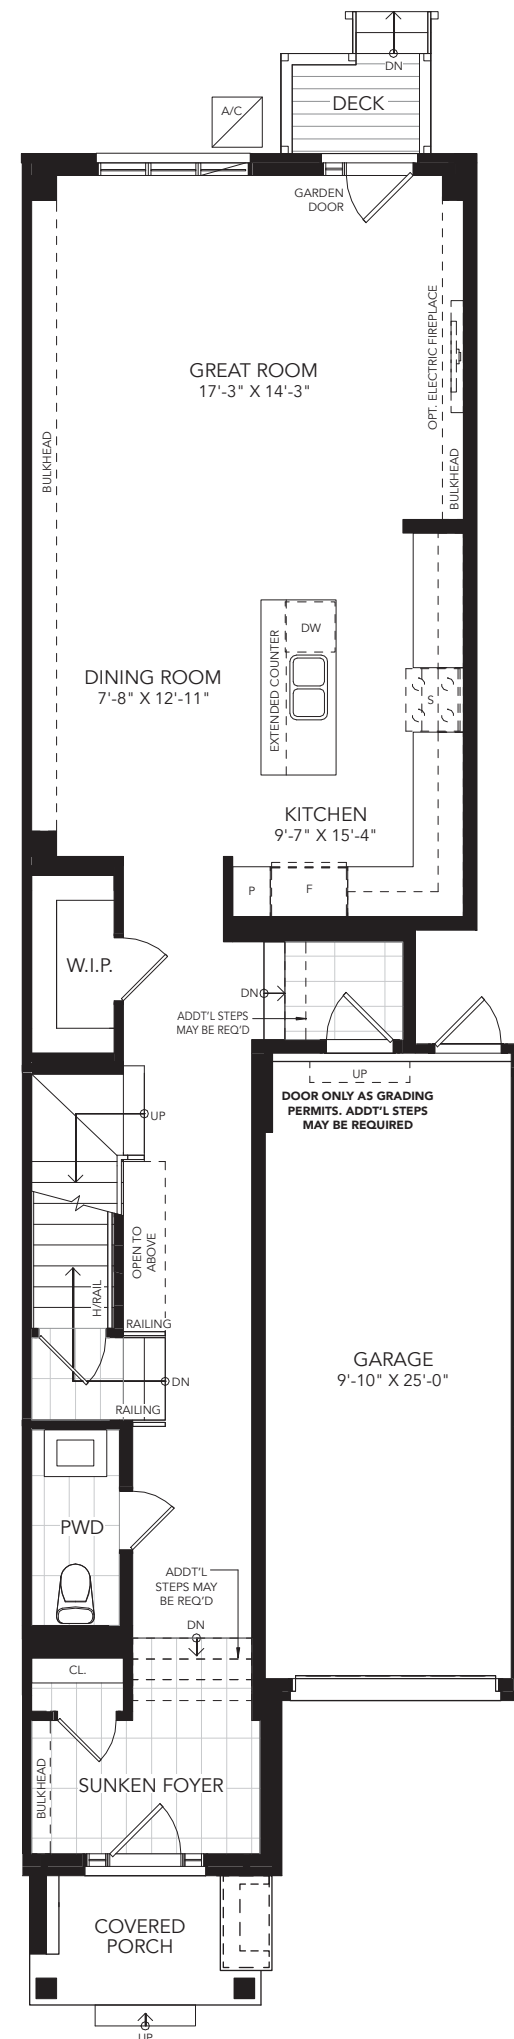 DN
DECK
A/C
GARDEN
DOOR
GREAT ROOM
17'-3" X 14'-3"
OPT. ELECTRIC FIREPLACE
BULKHEAD
BULKHEAD
DW
EXTENDED COUNTER
DINING ROOM
7'-8" X 12'-11"
S
KITCHEN
9'-7" X 15'-4"
P
F
W.I.P.
DN
ADDT'L STEPS
MAY BE REQ'D
UP
DOOR ONLY AS GRADING
PERMITS. ADDT'L STEPS
MAY BE REQUIRED
UP
OPEN TO
ABOVE
H/RAIL
RAILING
GARAGE
9'-10" X 25'-0"
DN
RAILING
PWD
ADDT'L
STEPS MAY
BE REQ'D
DN
CL.
BULKHEAD
SUNKEN FOYER
COVERED
PORCH
UP